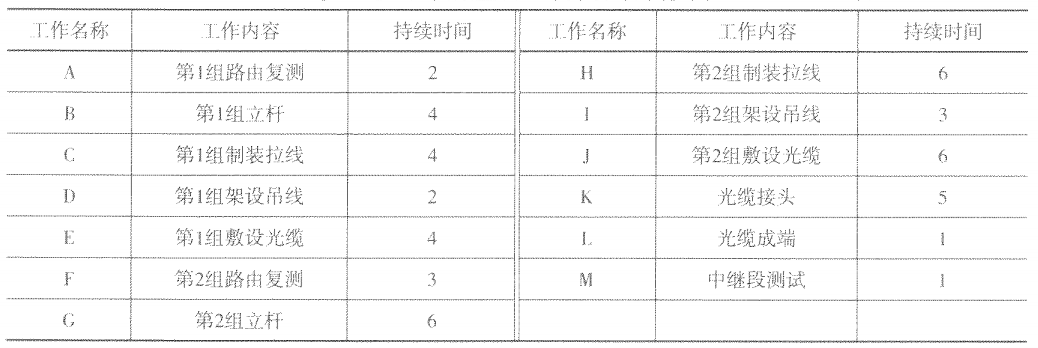 工作名称 工作内容 持续时间 工作名称 工作内容 持续时间
A 第1组路由复测 2 H 第2组制装拉线 6
B 第1组立杆 4 I 第2组架设吊线 3
C 第1组制装拉线 4 J 第2组敷设光缆 6
D 第1组架设吊线 2 K 光缆接头 5
E 第1组敷设光缆 4 L 光缆成端 1
F 第2组路由复测 3 M 中继段测试 1
G 第2组立杆 6